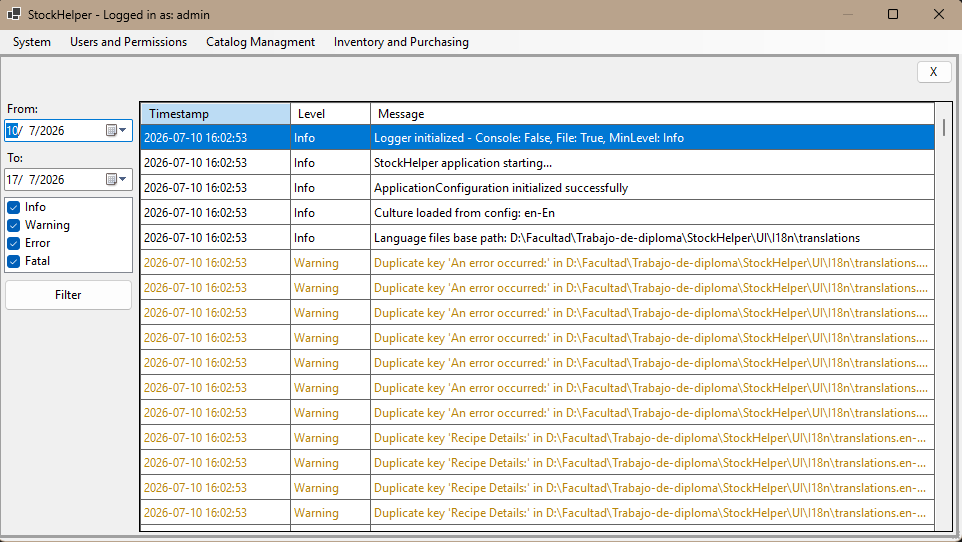 StockHelper - Logged in as: admin
System Users and Permissions Catalog Managment Inventory and Purchasing
X
From:
10/ 7/2026
To:
17/ 7/2026
Info
Warning
Error
Fatal
Filter
Timestamp Level Message
2026-07-10 16:02:53 Info Logger initialized - Console: False, File: True, MinLevel: Info
2026-07-10 16:02:53 Info StockHelper application starting...
2026-07-10 16:02:53 Info ApplicationConfiguration initialized successfully
2026-07-10 16:02:53 Info Culture loaded from config: en-En
2026-07-10 16:02:53 Info Language files base path: D:\Facultad\Trabajo-de-diploma\StockHelper\UI\I18n\translations
2026-07-10 16:02:53 Warning Duplicate key 'An error occurred:' in D:\Facultad\Trabajo-de-diploma\StockHelper\UI\I18n\translations....
2026-07-10 16:02:53 Warning Duplicate key 'An error occurred:' in D:\Facultad\Trabajo-de-diploma\StockHelper\UI\I18n\translations....
2026-07-10 16:02:53 Warning Duplicate key 'An error occurred:' in D:\Facultad\Trabajo-de-diploma\StockHelper\UI\I18n\translations....
2026-07-10 16:02:53 Warning Duplicate key 'An error occurred:' in D:\Facultad\Trabajo-de-diploma\StockHelper\UI\I18n\translations....
2026-07-10 16:02:53 Warning Duplicate key 'An error occurred:' in D:\Facultad\Trabajo-de-diploma\StockHelper\UI\I18n\translations....
2026-07-10 16:02:53 Warning Duplicate key 'An error occurred:' in D:\Facultad\Trabajo-de-diploma\StockHelper\UI\I18n\translations....
2026-07-10 16:02:53 Warning Duplicate key 'An error occurred:' in D:\Facultad\Trabajo-de-diploma\StockHelper\UI\I18n\translations....
2026-07-10 16:02:53 Warning Duplicate key 'Recipe Details:' in D:\Facultad\Trabajo-de-diploma\StockHelper\UI\I18n\translations.en-...
2026-07-10 16:02:53 Warning Duplicate key 'Recipe Details:' in D:\Facultad\Trabajo-de-diploma\StockHelper\UI\I18n\translations.en-...
2026-07-10 16:02:53 Warning Duplicate key 'Recipe Details:' in D:\Facultad\Trabajo-de-diploma\StockHelper\UI\I18n\translations.en-...
2026-07-10 16:02:53 Warning Duplicate key 'Recipe Details:' in D:\Facultad\Trabajo-de-diploma\StockHelper\UI\I18n\translations.en-...